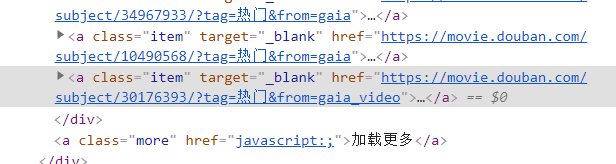 subject/34967933/?tag=热门&from=gaia">…</a>
▶<a class="item" target="_blank" href="https://movie.douban.com/
subject/10490568/?tag=热门&from=gaia">…</a>
▶<a class="item" target="_blank" href="https://movie.douban.com/
subject/30176393/?tag=热门&from=gaia_video">…</a> == $0
</div>
<a class="more" href="javascript:;">加载更多</a>
</div>